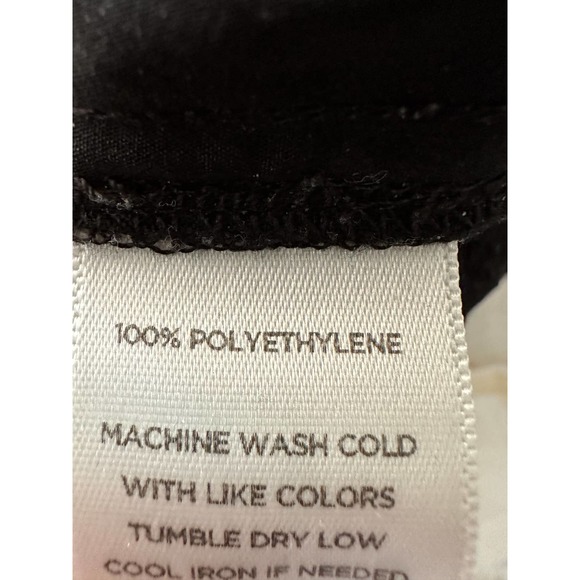 100% POLYETHYLENE
MACHINE WASH COLD
WITH LIKE COLORS
TUMBLE DRY LOW
COOL IRON IF NEEDED